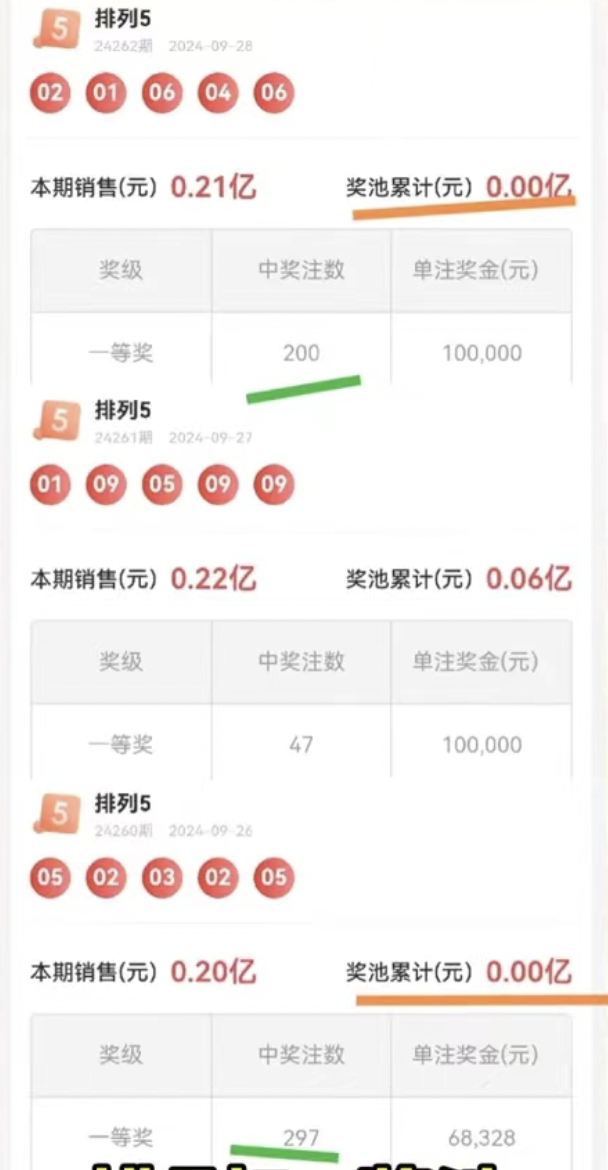 5 排列5
24262期 2024-09-28
02 01 06 04 06
本期销售(元) 0.21亿 奖池累计(元) 0.00亿
奖级 中奖注数 单注奖金(元)
一等奖 200 100,000
5 排列5
24261期 2024-09-27
01 09 05 09 09
本期销售(元) 0.22亿 奖池累计(元) 0.06亿
奖级 中奖注数 单注奖金(元)
一等奖 47 100,000
5 排列5
24260期 2024-09-26
05 02 03 02 05
本期销售(元) 0.20亿 奖池累计(元) 0.00亿
奖级 中奖注数 单注奖金(元)
一等奖 297 68,328